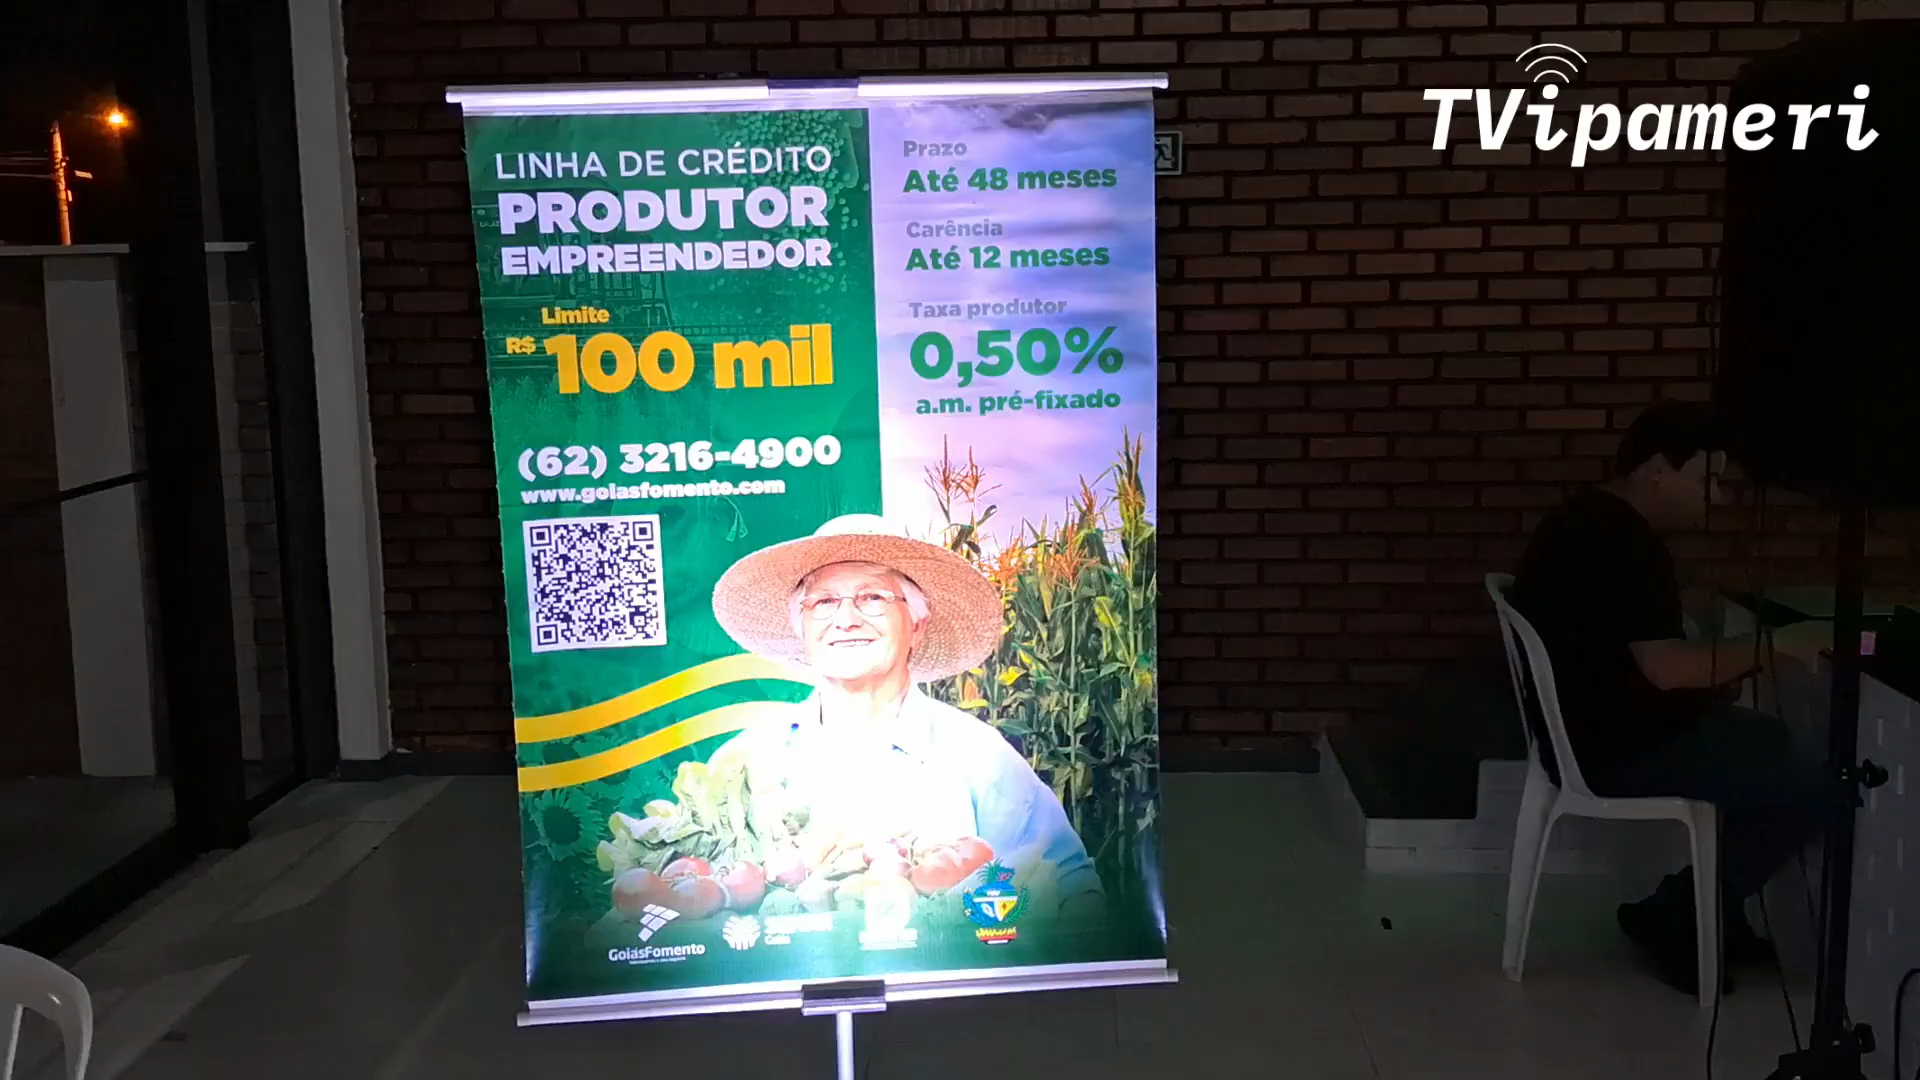 TVipameri
LINHA DE CRÉDITO
PRODUTOR
EMPREENDEDOR
Limite
R$ 100 mil
(62) 3216-4900
www.goiasfomento.com
Prazo
Até 48 meses
Carência
Até 12 meses
Taxa produtor
0,50%
a.m. pré-fixado
GoiásFomento